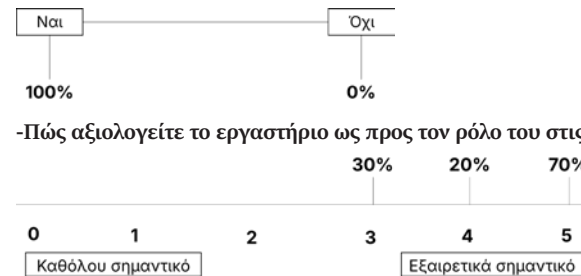 Ναι Όχι
100% 0%
-Πώς αξιολογείτε το εργαστήριο ως προς τον ρόλο του στις
30% 20% 70%
0 1 2 3 4 5
Καθόλου σημαντικό Εξαιρετικά σημαντικό